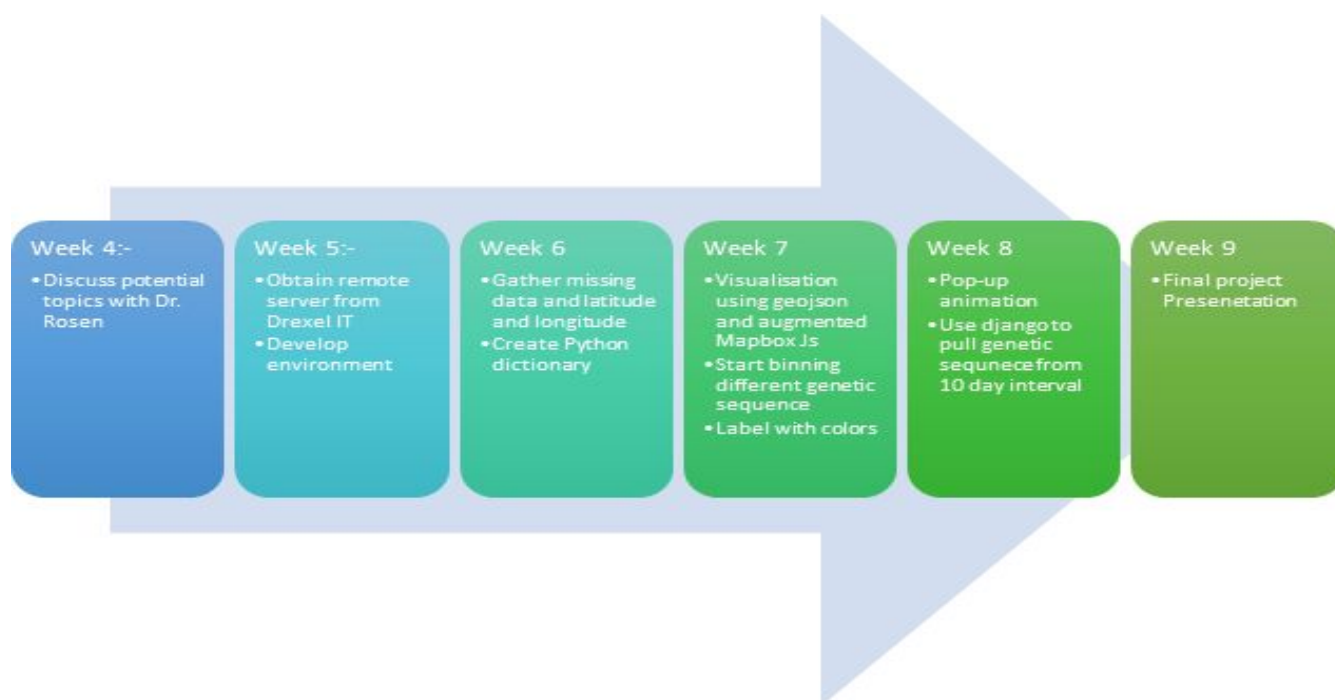 Week 4:-
•Discuss potential
topics with Dr.
Rosen
Week 5:-
•Obtain remote
server from
Drexel IT
•Develop
environment
Week 6
•Gather missing
data and latitude
and longitude
•Create Python
dictionary
Week 7
•Visualisation
using geojson
and augmented
Mapbox Js
•Start binning
different genetic
sequence
•Label with colors
Week 8
•Pop-up
animation
•Use django to
pull genetic
sequnece from
10 day interval
Week 9
•Final project
Presenetation